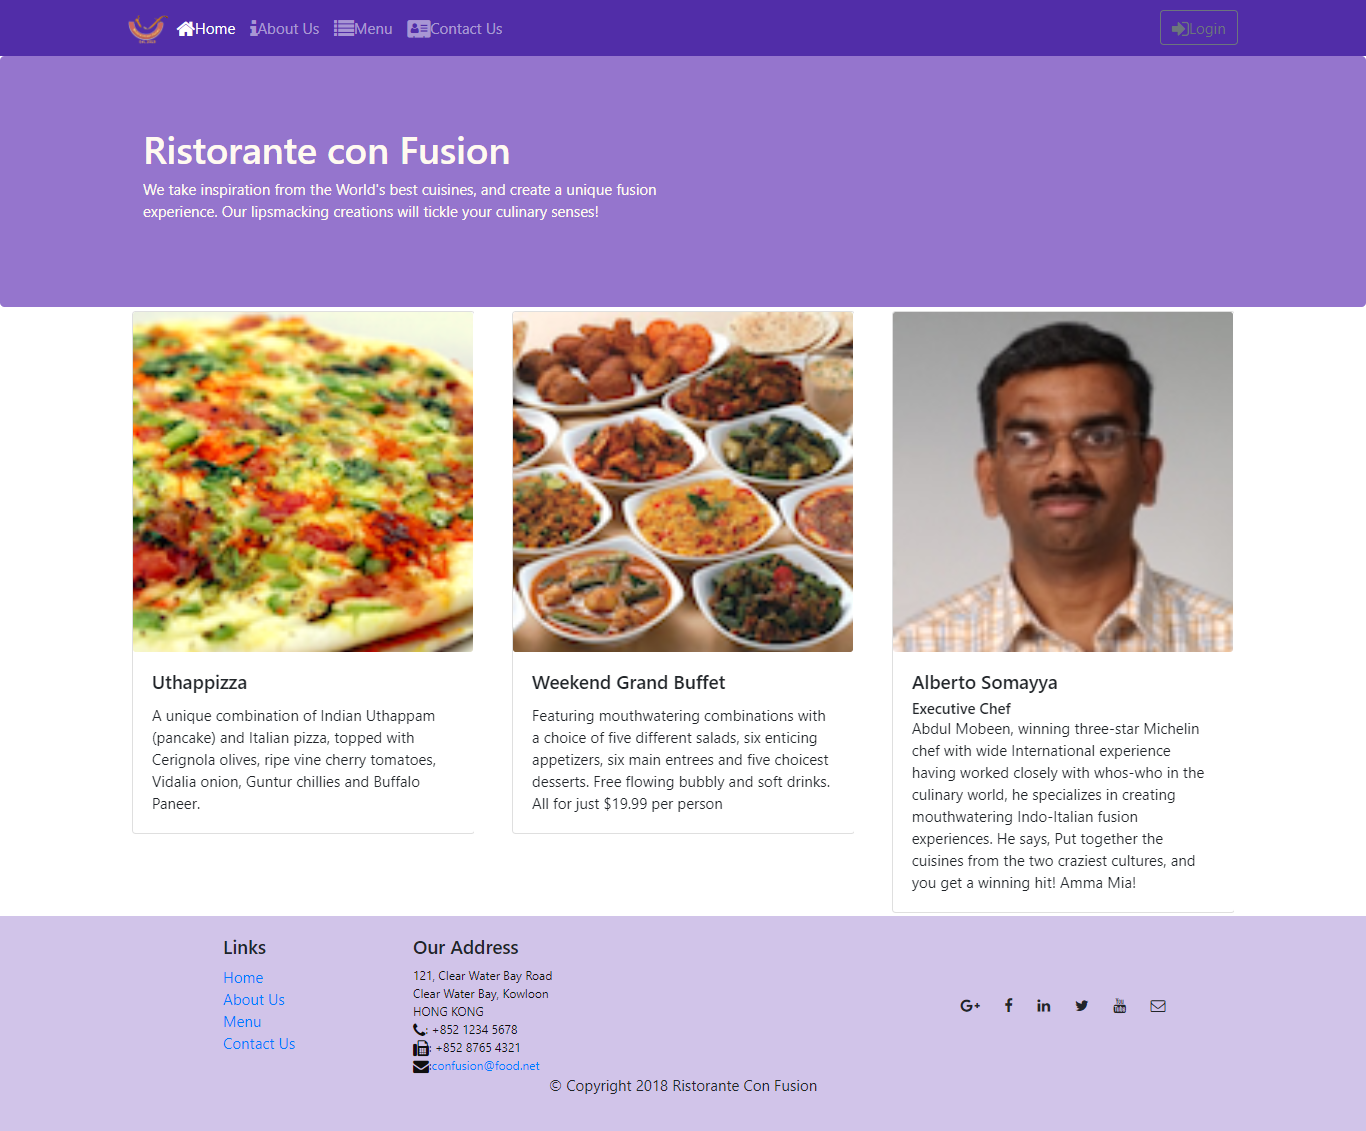 Home About Us Menu Contact Us Login
Ristorante con Fusion
We take inspiration from the World's best cuisines, and create a unique fusion
experience. Our lipsmacking creations will tickle your culinary senses!
Uthappizza
A unique combination of Indian Uthappam
(pancake) and Italian pizza, topped with
Cerignola olives, ripe vine cherry tomatoes,
Vidalia onion, Guntur chillies and Buffalo
Paneer.
Weekend Grand Buffet
Featuring mouthwatering combinations with
a choice of five different salads, six enticing
appetizers, six main entrees and five choicest
desserts. Free flowing bubbly and soft drinks.
All for just $19.99 per person
Alberto Somayya
Executive Chef
Abdul Mobeen, winning three-star Michelin
chef with wide International experience
having worked closely with whos-who in the
culinary world, he specializes in creating
mouthwatering Indo-Italian fusion
experiences. He says, Put together the
cuisines from the two craziest cultures, and
you get a winning hit! Amma Mia!
Links
Home
About Us
Menu
Contact Us
Our Address
121, Clear Water Bay Road
Clear Water Bay, Kowloon
HONG KONG
: +852 1234 5678
: +852 8765 4321
:confusion@food.net
© Copyright 2018 Ristorante Con Fusion